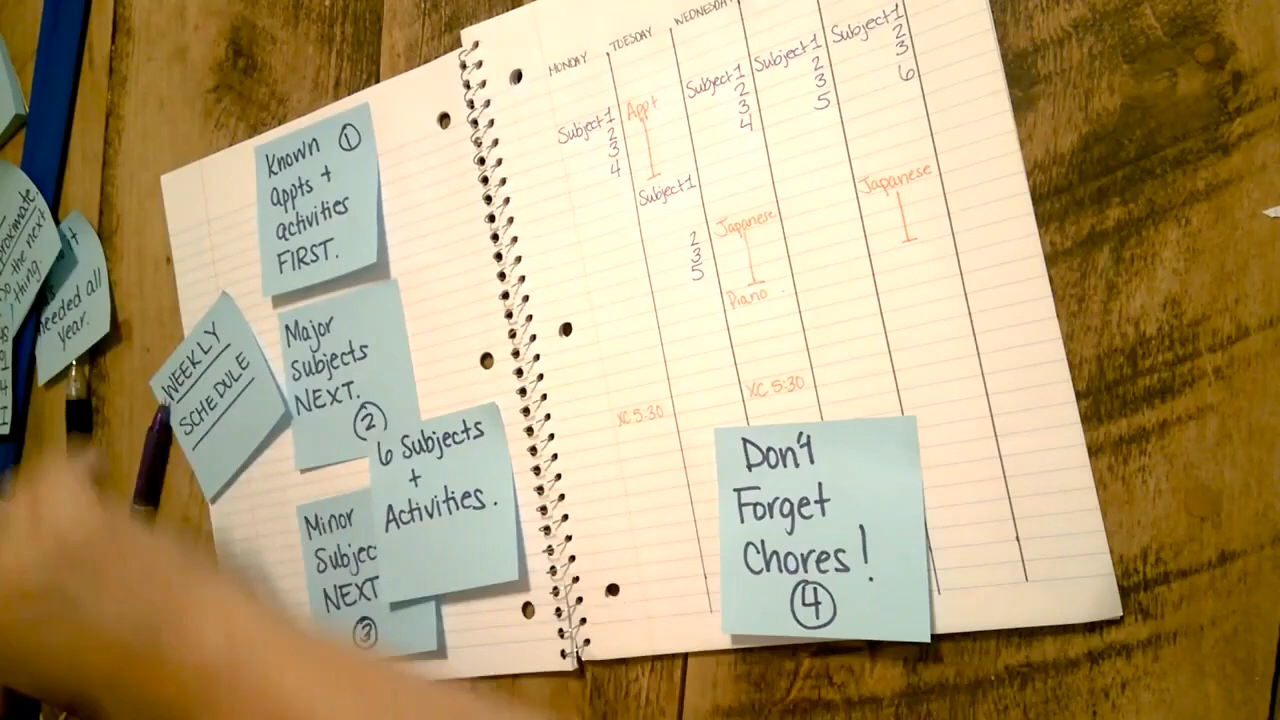 Known ①
appts +
activities
FIRST.
WEEKLY
SCHEDULE
Major
subjects
NEXT.
②
6 Subjects
+
Activities.
Minor
Subjec
NEXT
③
the next
thing.
needed all
year.
MONDAY
TUESDAY
WEDNESDAY
Subject 1
2
3
4
Appt
Subject 1
2
3
5
XC 5:30
Subject 1
2
3
4
Japanese
Piano
XC 5:30
Subject 1
2
3
5
Subject 1
2
3
6
Japanese
Don't
Forget
Chores!
④